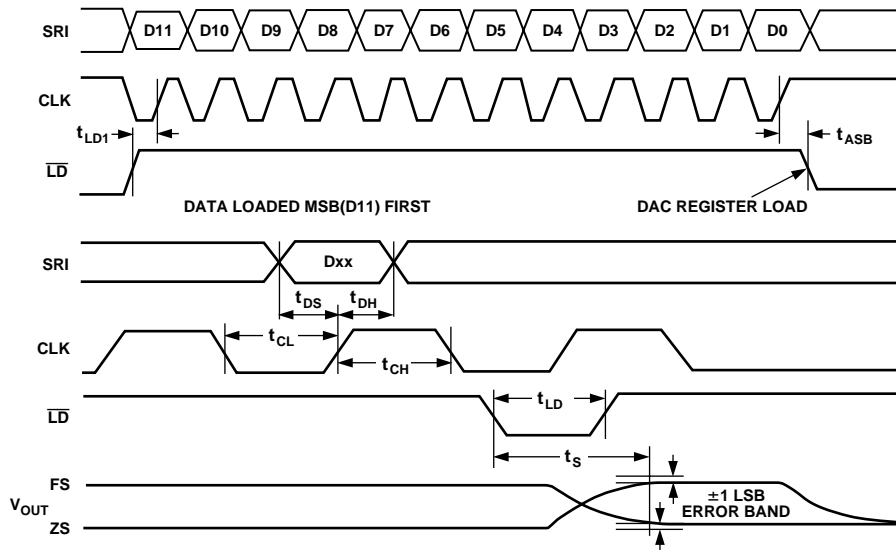 SRI D11 D10 D9 D8 D7 D6 D5 D4 D3 D2 D1 D0
CLK
tLD1
tASB
LD
DATA LOADED MSB(D11) FIRST
DAC REGISTER LOAD
SRI
Dxx
tDS
tDH
CLK
tCL
tCH
LD
tLD
tS
FS
VOUT
ZS
±1 LSB
ERROR BAND